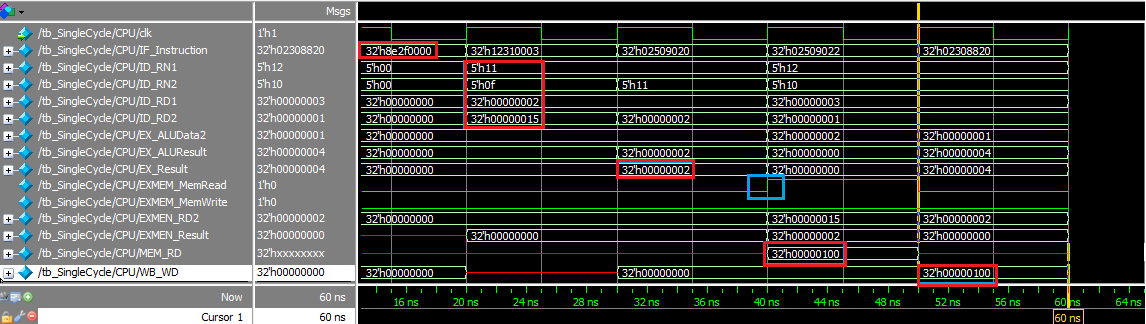 Msgs
/tb_SingleCycle/CPU/clk 1'h1
/tb_SingleCycle/CPU/IF_Instruction 32'h02308820 32'h8e2f0000 32'h12310003 32'h02509020 32'h02509022 32'h02308820
/tb_SingleCycle/CPU/ID_RN1 5'h12 5'h00 5'h11 5'h12
/tb_SingleCycle/CPU/ID_RN2 5'h10 5'h00 5'h0f 5'h11 5'h10
/tb_SingleCycle/CPU/ID_RD1 32'h00000003 32'h00000000 32'h00000002 32'h00000003
/tb_SingleCycle/CPU/ID_RD2 32'h00000001 32'h00000000 32'h00000015 32'h00000002 32'h00000001
/tb_SingleCycle/CPU/EX_ALUData2 32'h00000001 32'h00000000 32'h00000002 32'h00000001
/tb_SingleCycle/CPU/EX_ALUResult 32'h00000004 32'h00000000 32'h00000002 32'h00000000 32'h00000004
/tb_SingleCycle/CPU/EX_Result 32'h00000004 32'h00000000 32'h00000002 32'h00000000 32'h00000004
/tb_SingleCycle/CPU/EXMEM_MemRead 1'h0
/tb_SingleCycle/CPU/EXMEM_MemWrite 1'h0
/tb_SingleCycle/CPU/EXMEN_RD2 32'h00000002 32'h00000000 32'h00000015 32'h00000002
/tb_SingleCycle/CPU/EXMEN_Result 32'h00000000 32'h00000000 32'h00000002 32'h00000000
/tb_SingleCycle/CPU/MEM_RD 32'hxxxxxxxx 32'h00000100
/tb_SingleCycle/CPU/WB_WD 32'h00000000 32'h00000000 32'h00000000 32'h00000100
Now 60 ns 16 ns 20 ns 24 ns 28 ns 32 ns 36 ns 40 ns 44 ns 48 ns 52 ns 56 ns 60 ns 64 ns
Cursor 1 60 ns 60 ns